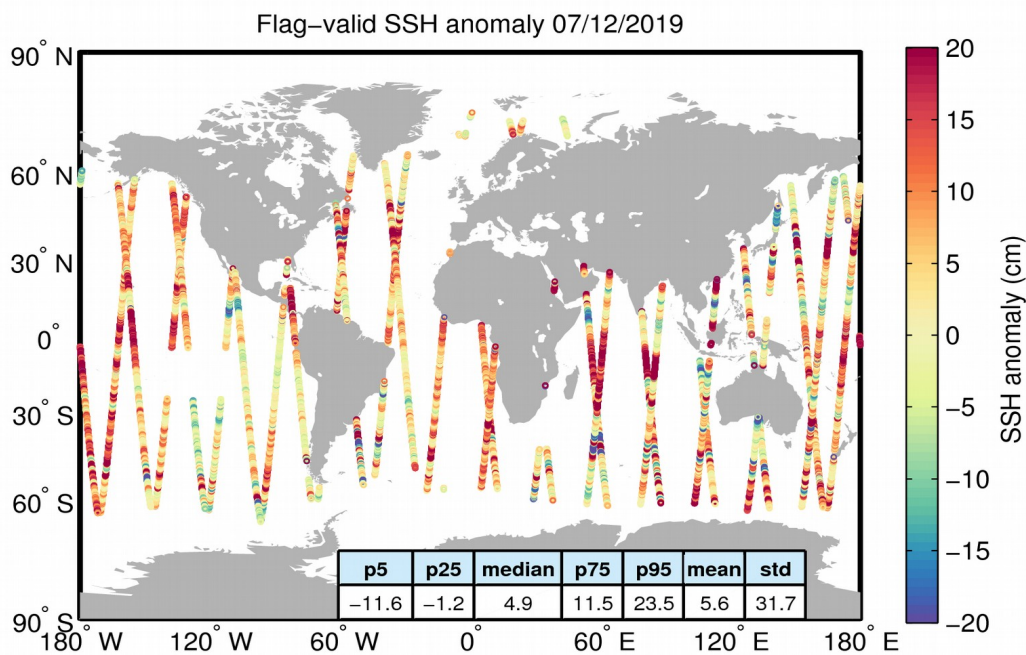 Flag−valid SSH anomaly 07/12/2019
90° N
60° N
30° N
0°
30° S
60° S
90° S
180° W
120° W
60° W
0°
60° E
120° E
180° E
p5 p25 median p75 p95 mean std
−11.6 −1.2 4.9 11.5 23.5 5.6 31.7
20
15
10
5
0
−5
−10
−15
−20
SSH anomaly (cm)